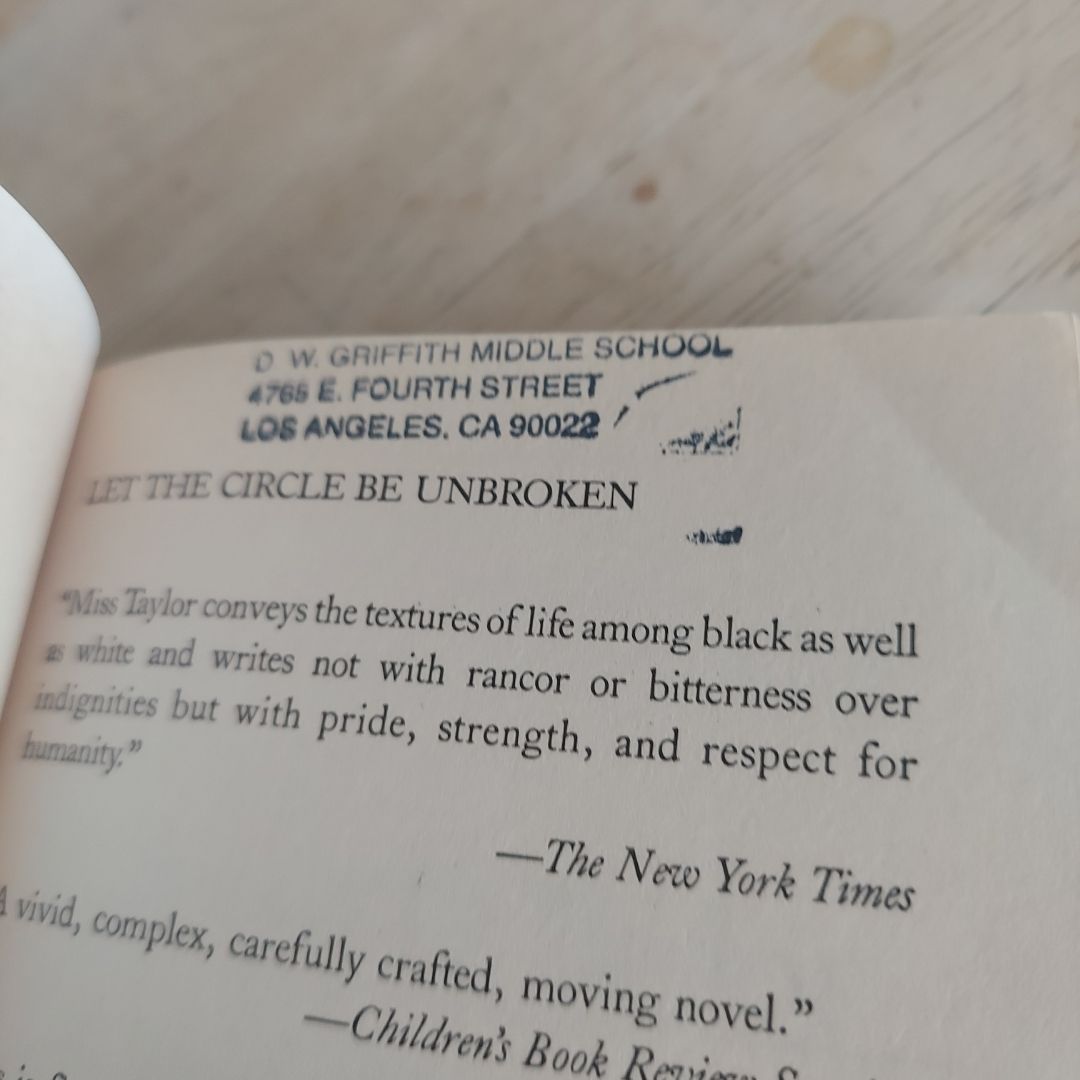 D W. GRIFFITH MIDDLE SCHOOL
4765 E. FOURTH STREET
LOS ANGELES, CA 90022
LET THE CIRCLE BE UNBROKEN
"Miss Taylor conveys the textures of life among black as well
as white and writes not with rancor or bitterness over
indignities but with pride, strength, and respect for
humanity."
—The New York Times
A vivid, complex, carefully crafted, moving novel."
—Children's Book Review